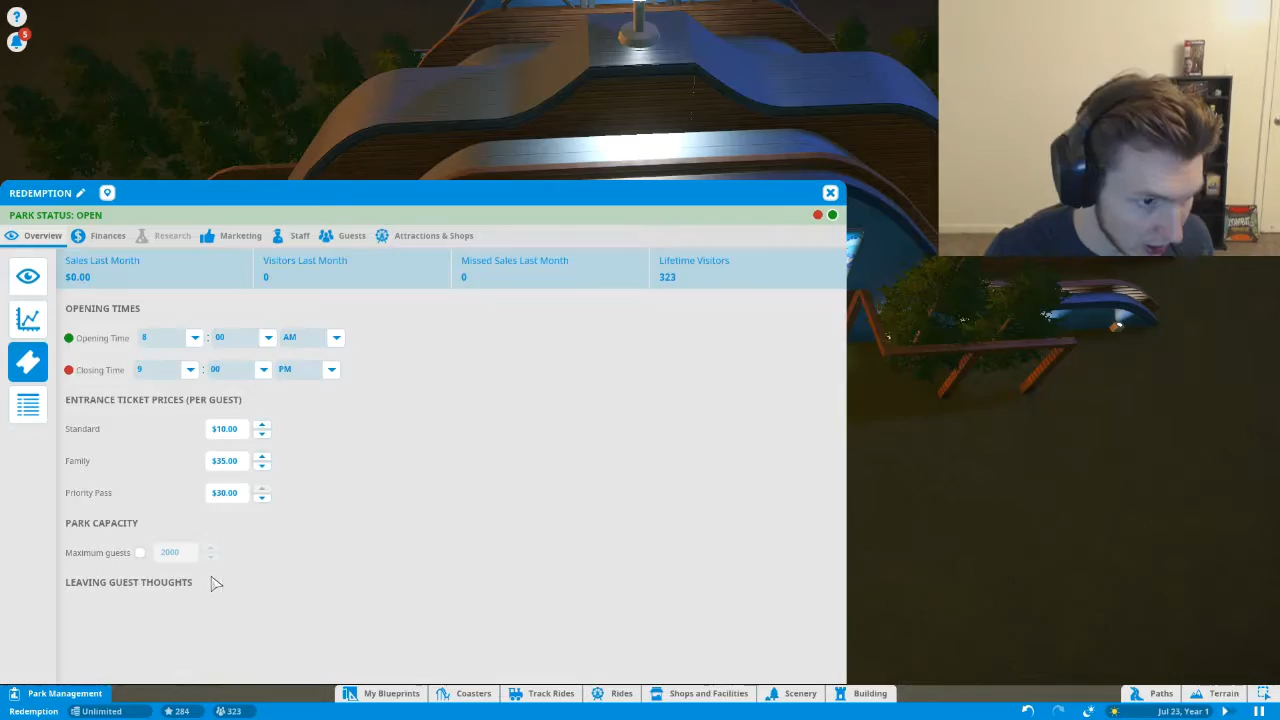 ?
5
REDEMPTION
PARK STATUS: OPEN
Overview Finances Research Marketing Staff Guests Attractions & Shops
Sales Last Month Visitors Last Month Missed Sales Last Month Lifetime Visitors
$0.00 0 0 323
OPENING TIMES
Opening Time 8 : 00 AM
Closing Time 9 : 00 PM
ENTRANCE TICKET PRICES (PER GUEST)
Standard $10.00
Family $35.00
Priority Pass $30.00
PARK CAPACITY
Maximum guests 2000
LEAVING GUEST THOUGHTS
Park Management My Blueprints Coasters Track Rides Rides Shops and Facilities Scenery Building Paths Terrain
Redemption Unlimited 284 323 Jul 23, Year 1